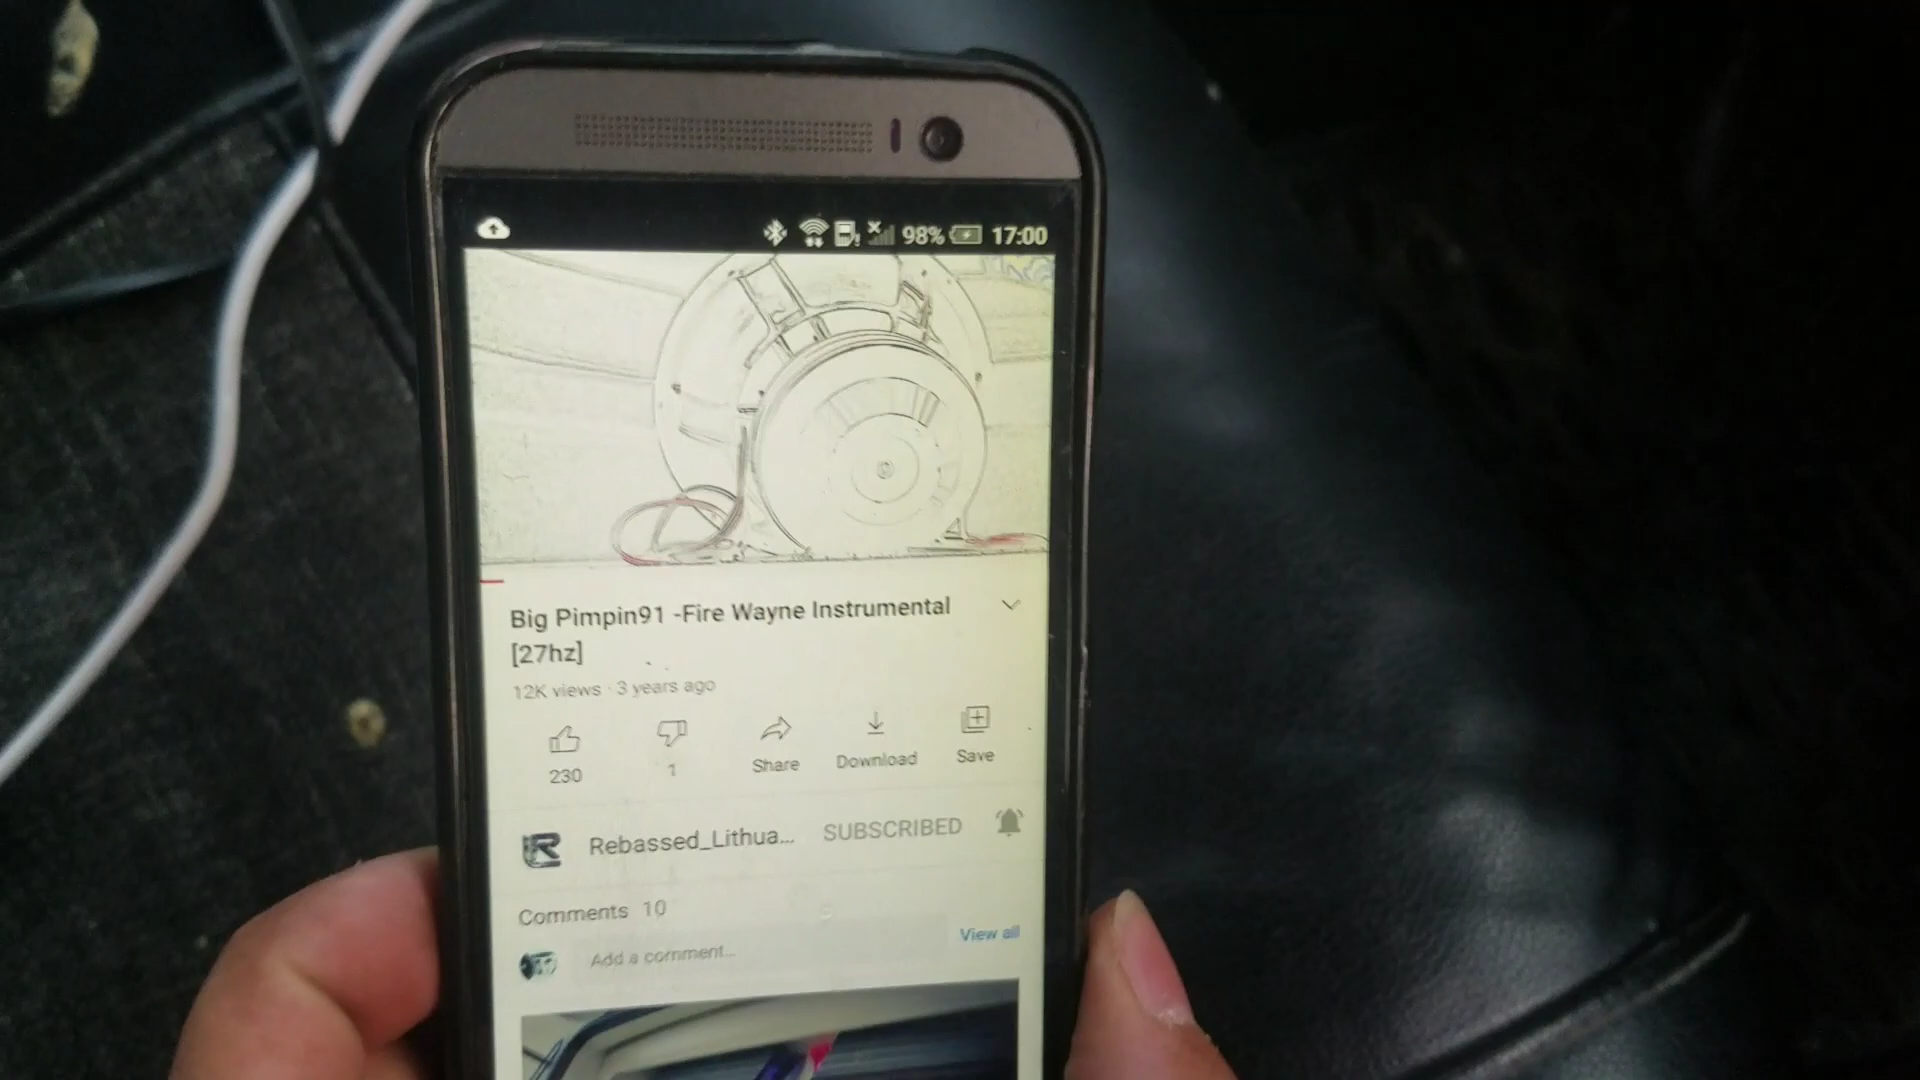 98% 17:00
Big Pimpin91 -Fire Wayne Instrumental
[27hz]
12K views · 3 years ago
230
1
Share
Download
Save
Rebassed_Lithua... SUBSCRIBED
Comments 10
View all
Add a comment...